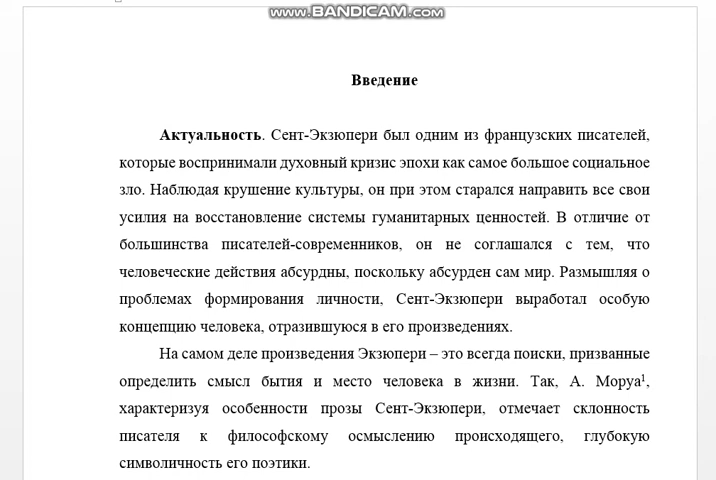 www.BANDICAM.com
Введение
Актуальность. Сент-Экзюпери был одним из французских писателей,
которые воспринимали духовный кризис эпохи как самое большое социальное
зло. Наблюдая крушение культуры, он при этом старался направить все свои
усилия на восстановление системы гуманитарных ценностей. В отличие от
большинства писателей-современников, он не соглашался с тем, что
человеческие действия абсурдны, поскольку абсурден сам мир. Размышляя о
проблемах формирования личности, Сент-Экзюпери выработал особую
концепцию человека, отразившуюся в его произведениях.
На самом деле произведения Экзюпери – это всегда поиски, призванные
определить смысл бытия и место человека в жизни. Так, А. Моруа¹,
характеризуя особенности прозы Сент-Экзюпери, отмечает склонность
писателя к философскому осмыслению происходящего, глубокую
символичность его поэтики.